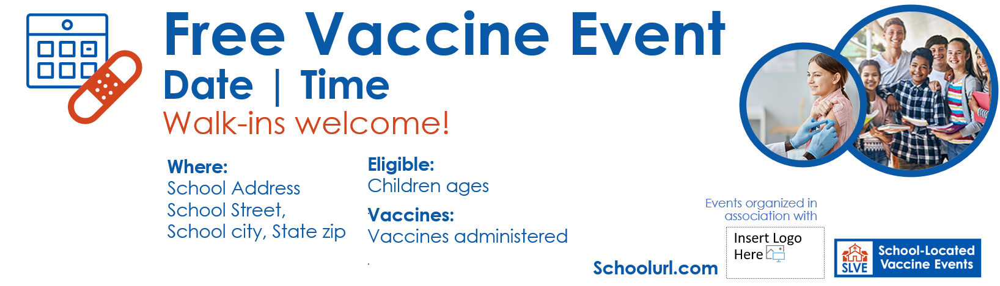 Free Vaccine Event
Date | Time
Walk-ins welcome!
Where:
School Address
School Street,
School city, State zip
Eligible:
Children ages
Vaccines:
Vaccines administered
.
Events organized in
association with
Insert Logo
Here
Schoolurl.com
SLVE
School-Located
Vaccine Events